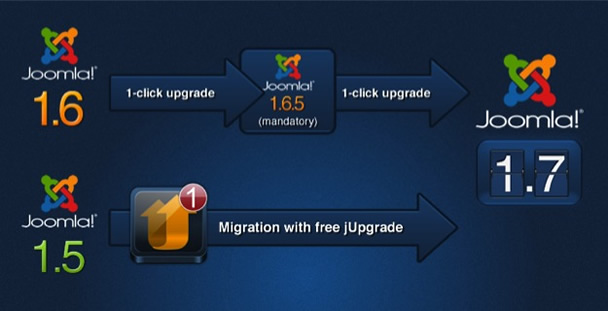 Joomla!®
1.6
1-click upgrade
Joomla!®
1.6.5
(mandatory)
1-click upgrade
Joomla!®
1.7
Joomla!®
1.5
1
Migration with free jUpgrade